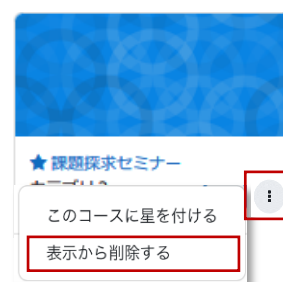 課題探求セミナー
このコースに星を付ける
表示から削除する